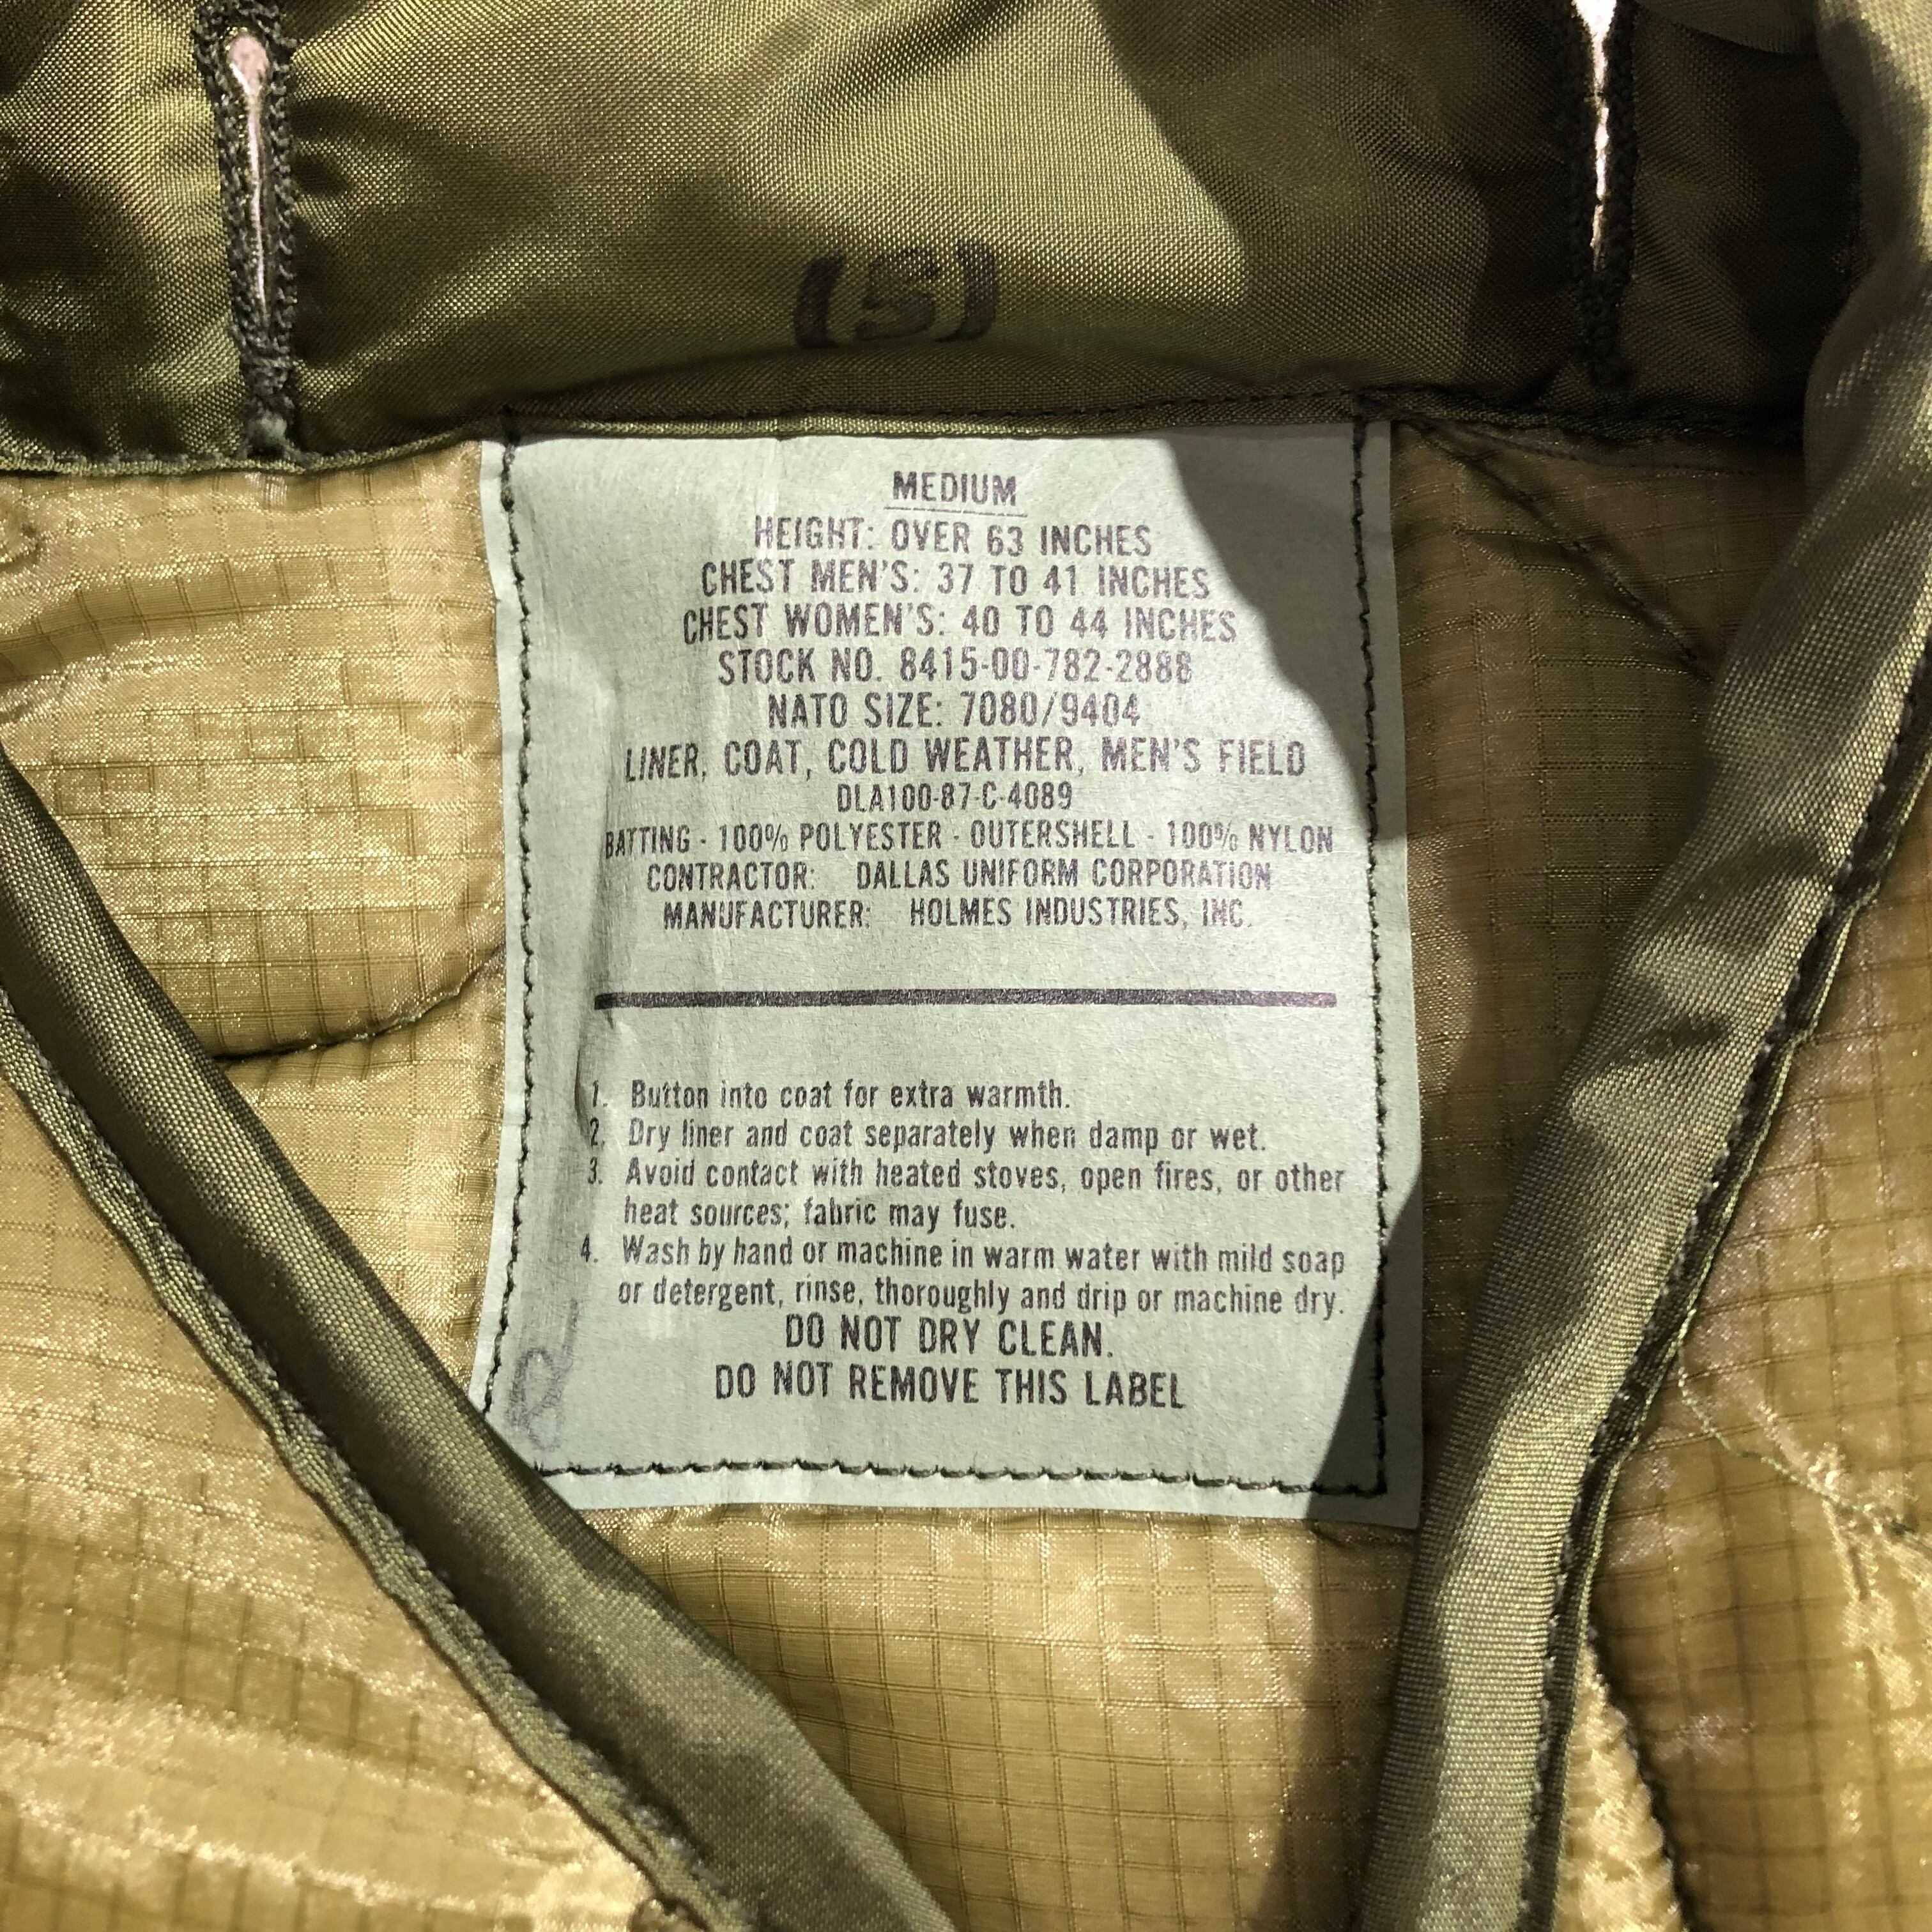 (S)
MEDIUM
HEIGHT: OVER 63 INCHES
CHEST MEN'S: 37 TO 41 INCHES
CHEST WOMEN'S: 40 TO 44 INCHES
STOCK NO. 8415-00-782-2888
NATO SIZE: 7080/9404
LINER, COAT, COLD WEATHER, MEN'S FIELD
DLA100-87-C-4089
BATTING - 100% POLYESTER - OUTERSHELL - 100% NYLON
CONTRACTOR: DALLAS UNIFORM CORPORATION
MANUFACTURER: HOLMES INDUSTRIES, INC.
1. Button into coat for extra warmth.
2. Dry liner and coat separately when damp or wet.
3. Avoid contact with heated stoves, open fires, or other
heat sources; fabric may fuse.
4. Wash by hand or machine in warm water with mild soap
or detergent, rinse, thoroughly and drip or machine dry.
DO NOT DRY CLEAN.
DO NOT REMOVE THIS LABEL